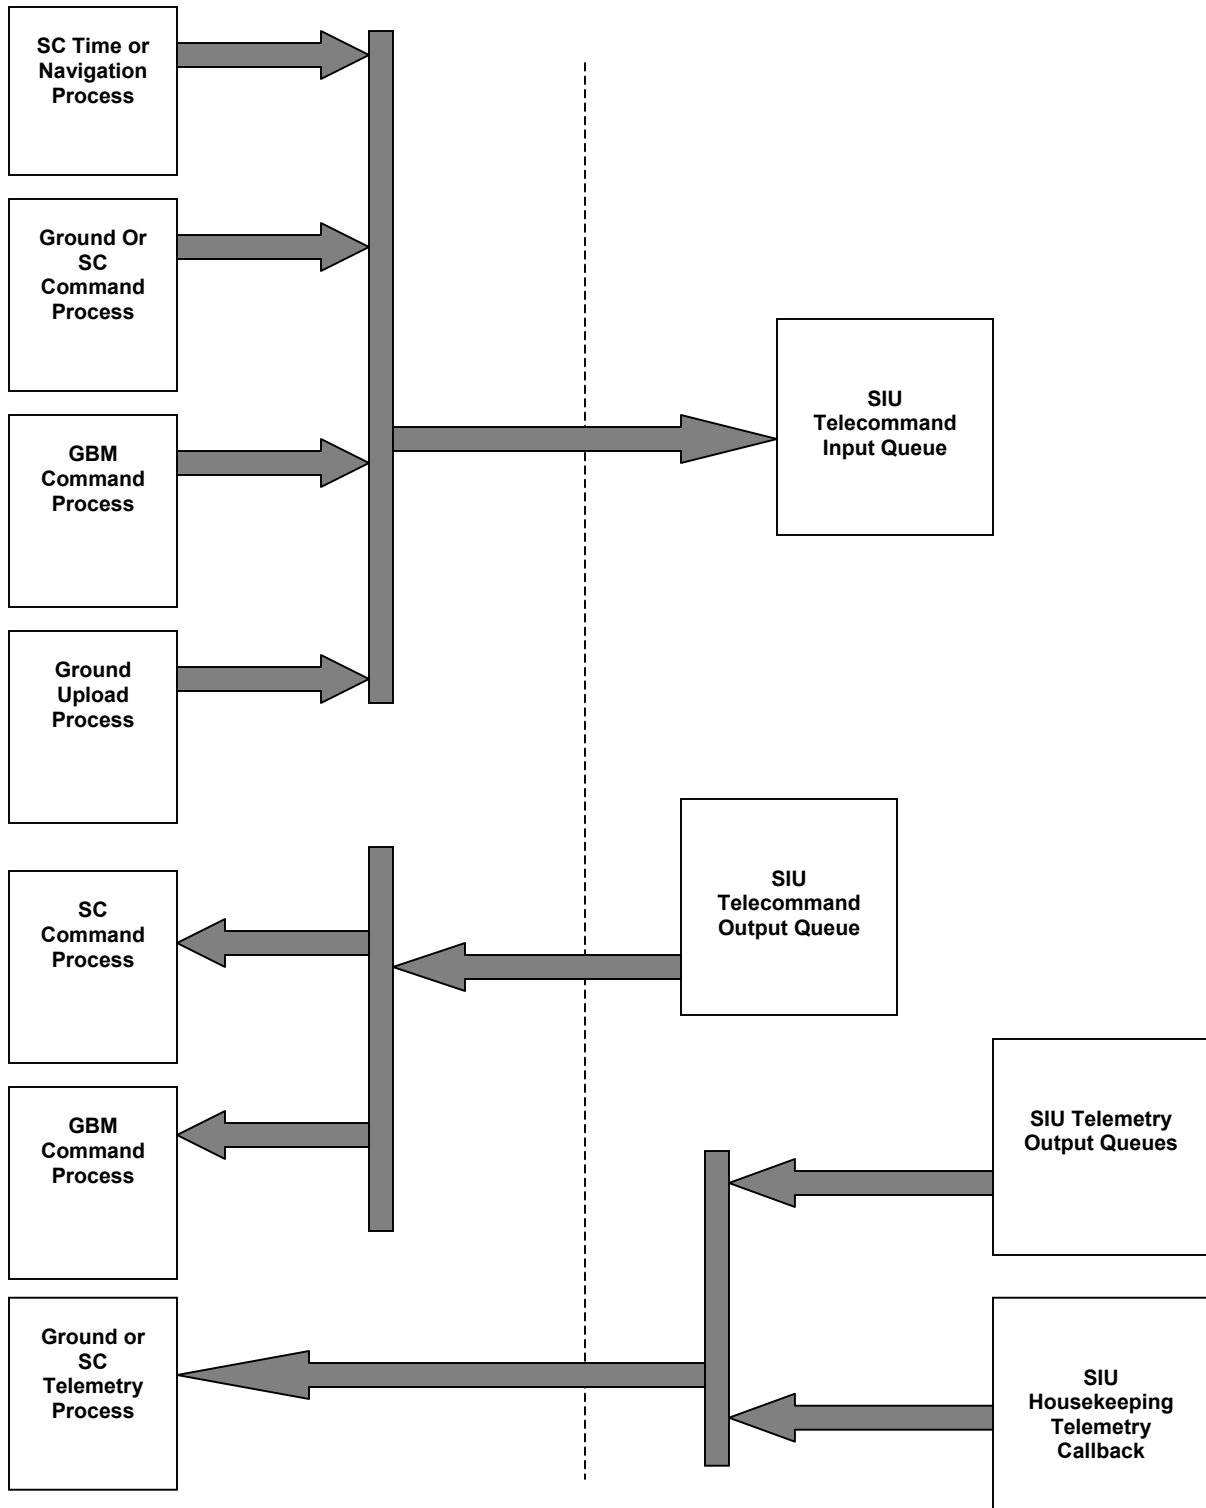 SC Time or
Navigation
Process
Ground Or
SC
Command
Process
GBM
Command
Process
Ground
Upload
Process
SIU
Telecommand
Input Queue
SIU
Telecommand
Output Queue
SC
Command
Process
GBM
Command
Process
SIU Telemetry
Output Queues
Ground or
SC
Telemetry
Process
SIU
Housekeeping
Telemetry
Callback